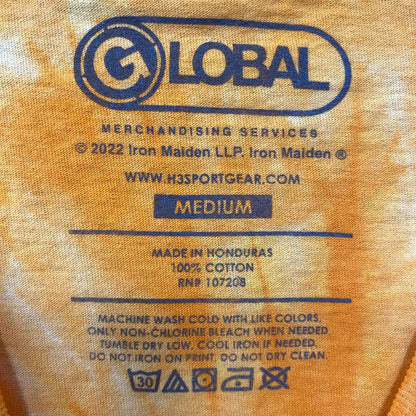 GLOBAL
MERCHANDISING SERVICES
© 2022 Iron Maiden LLP. Iron Maiden ®
WWW.H3SPORTGEAR.COM
MEDIUM
MADE IN HONDURAS
100% COTTON
RN# 107208
MACHINE WASH COLD WITH LIKE COLORS.
ONLY NON-CHLORINE BLEACH WHEN NEEDED
TUMBLE DRY LOW. COOL IRON IF NEEDED.
DO NOT IRON ON PRINT. DO NOT DRY CLEAN.
30